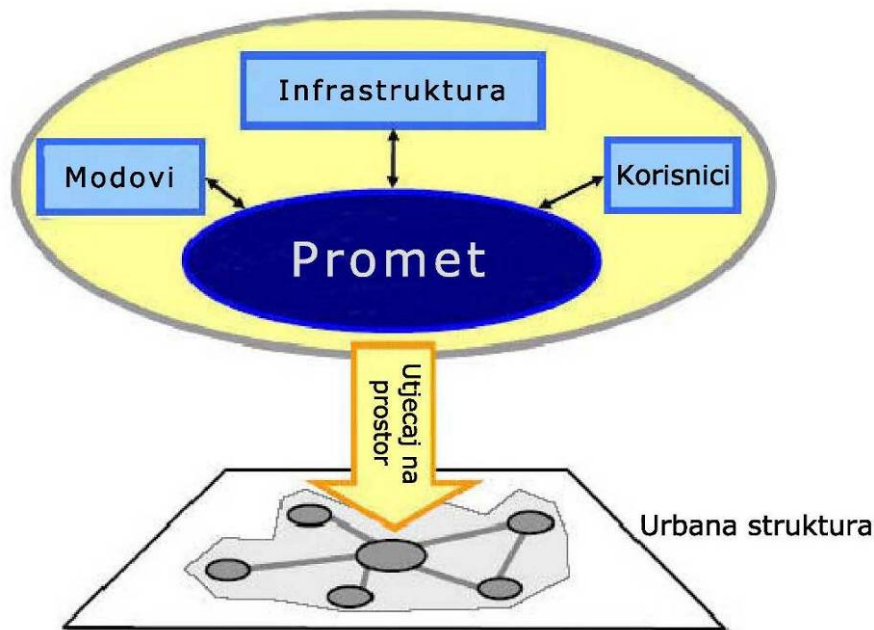 Infrastruktura
Modovi
Korisnici
Promet
Utjecaj na
prostor
Urbana struktura